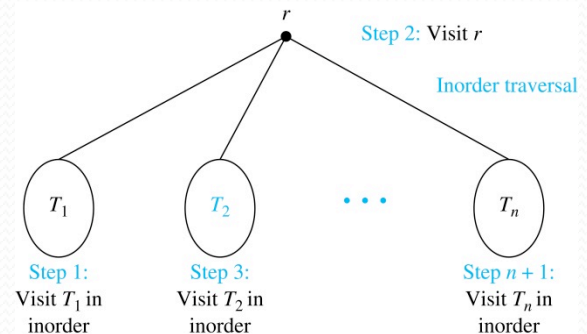 r
Step 2: Visit r
Inorder traversal
T1
T2
...
Tn
Step 1:
Visit T1 in
inorder
Step 3:
Visit T2 in
inorder
Step n + 1:
Visit Tn in
inorder